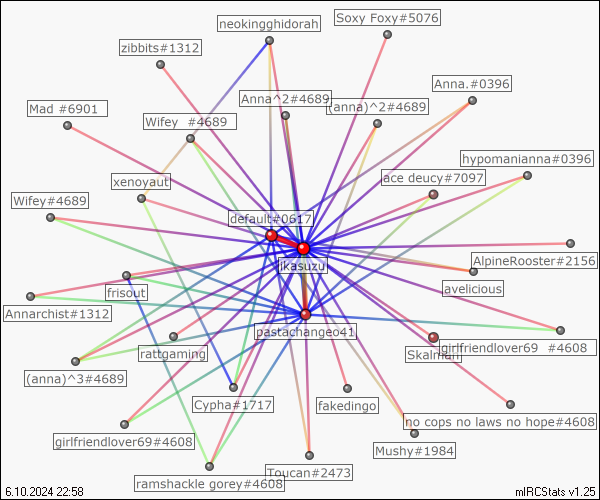 Soxy Foxy#5076
neokingghidorah
zibbits#1312
Anna.#0396
Anna^2#4689
(anna)^2#4689
Mad #6901
Wifey #4689
hypomanianna#0396
ace deucy#7097
xenoyaut
Wifey#4689
default#0617
AlpineRooster#2156
jkasuzu
avelicious
frisout
Annarchist#1312
pastachangeo41
girlfriendlover69 #4608
rattgaming
(anna)^3#4689
Cypha#1717
fakedingo
no cops no laws no hope#4608
girlfriendlover69#4608
Mushy#1984
Toucan#2473
ramshackle gorey#4608
6.10.2024 22:58
mIRCStats v1.25